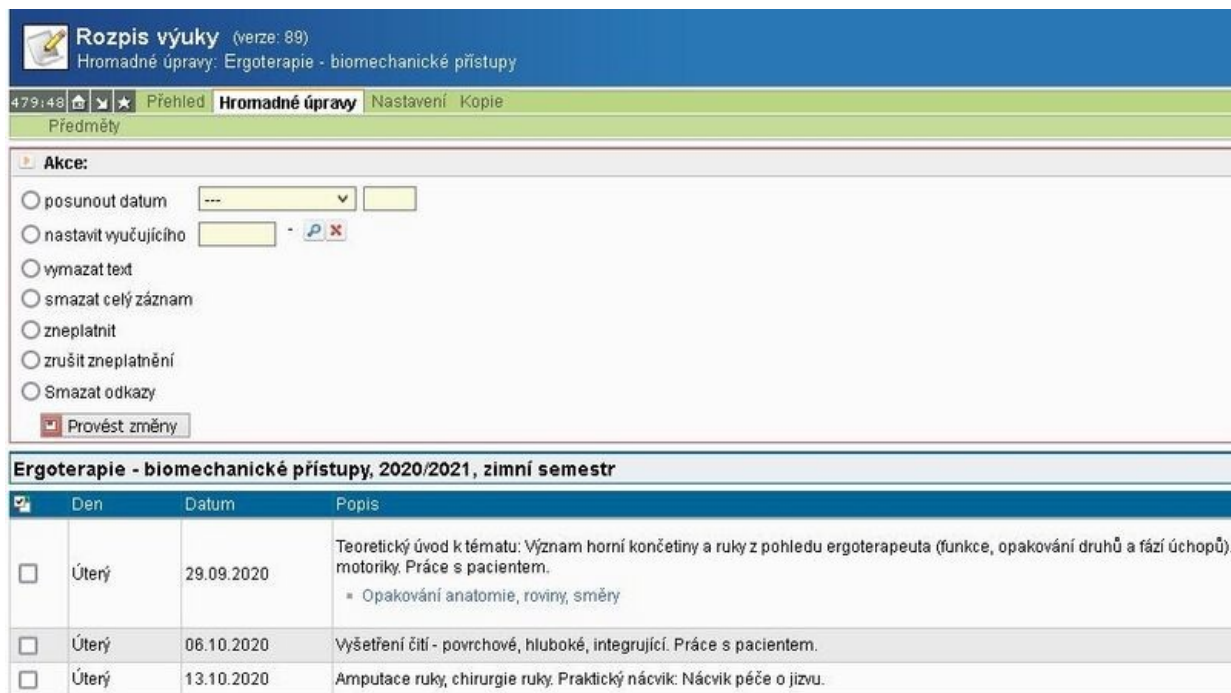 Rozpis výuky (verze: 89)
Hromadné úpravy: Ergoterapie - biomechanické přístupy
479:48 Přehled Hromadné úpravy Nastavení Kopie
Předměty
Akce:
posunout datum ---
nastavit vyučujícího -
vymazat text
smazat celý záznam
zneplatnit
zrušit zneplatnění
Smazat odkazy
Provést změny
Ergoterapie - biomechanické přístupy, 2020/2021, zimní semestr
Den Datum Popis
Úterý 29.09.2020 Teoretický úvod k tématu: Význam horní končetiny a ruky z pohledu ergoterapeuta (funkce, opakování druhů a fází úchopů).
motoriky. Práce s pacientem.
Opakování anatomie, roviny, směry
Úterý 06.10.2020 Vyšetření čití - povrchové, hluboké, integrující. Práce s pacientem.
Úterý 13.10.2020 Amputace ruky, chirurgie ruky. Praktický nácvik: Nácvik péče o jizvu.